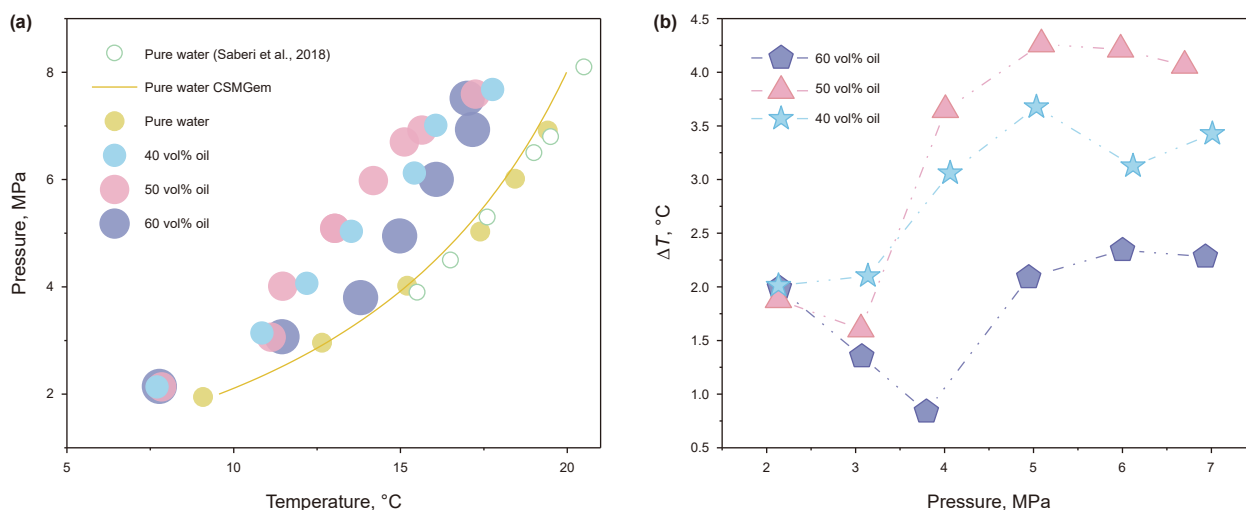 (a)
Pure water (Saberi et al., 2018)
Pure water CSMGem
Pure water
40 vol% oil
50 vol% oil
60 vol% oil
8
6
4
2
5
10
15
20
Pressure, MPa
Temperature, °C
(b)
60 vol% oil
50 vol% oil
40 vol% oil
4.5
4.0
3.5
3.0
2.5
2.0
1.5
1.0
0.5
2
3
4
5
6
7
ΔT, °C
Pressure, MPa